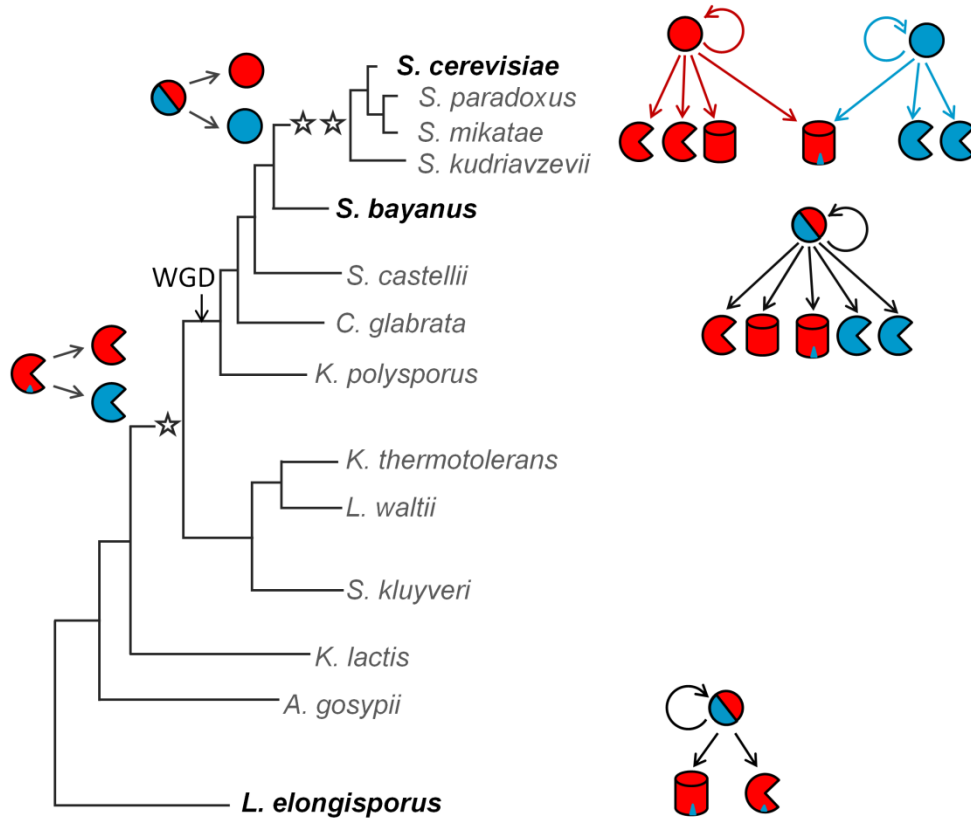 S. cerevisiae
S. paradoxus
S. mikatae
S. kudriavzevii
S. bayanus
WGD
S. castellii
C. glabrata
K. polysporus
K. thermotolerans
L. waltii
S. kluyveri
K. lactis
A. gosypii
L. elongisporus